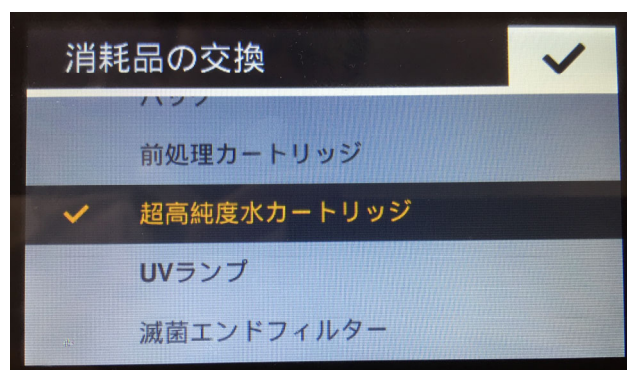 消耗品の交換
前処理カートリッジ
超高純度水カートリッジ
UVランプ
滅菌エンドフィルター